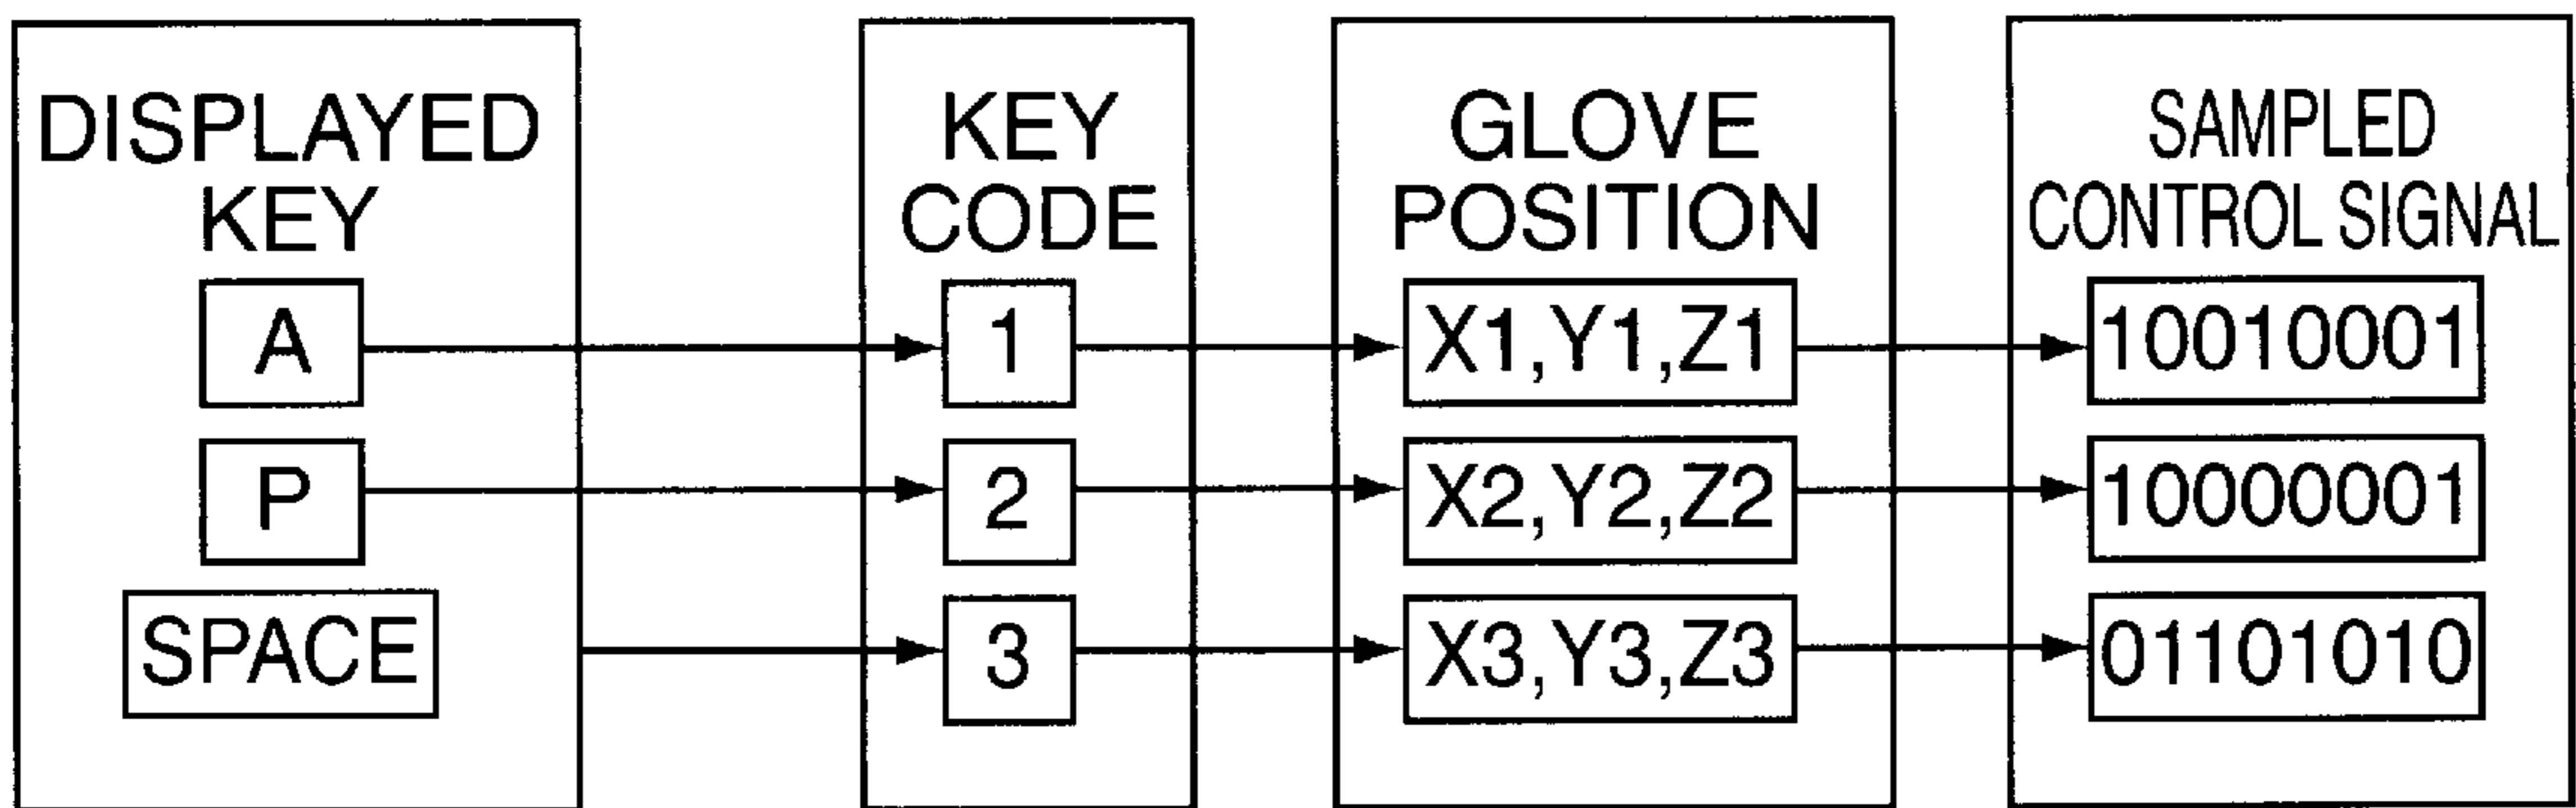 DISPLAYED
KEY
A
P
SPACE
KEY
CODE
1
2
3
GLOVE
POSITION
X1,Y1,Z1
X2,Y2,Z2
X3,Y3,Z3
SAMPLED
CONTROL SIGNAL
10010001
10000001
01101010